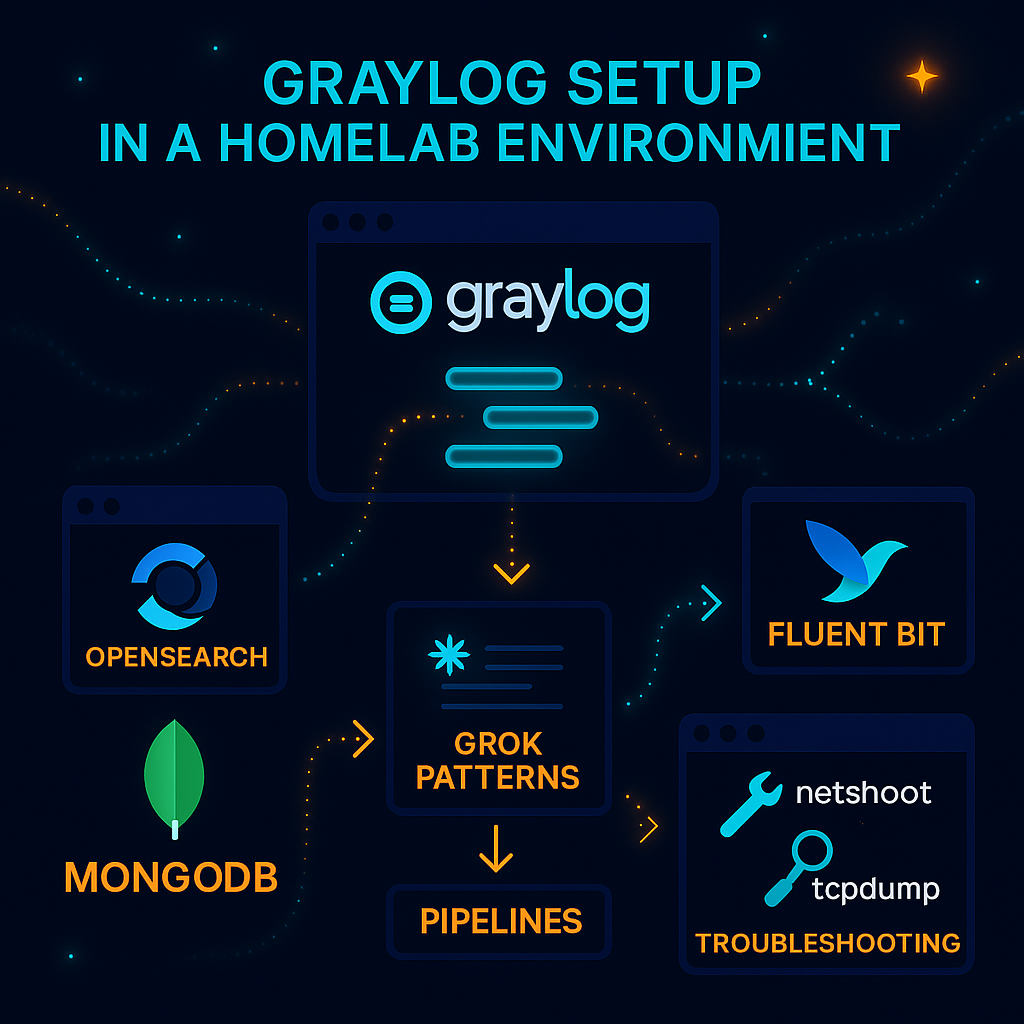 GRAYLOG SETUP
IN A HOMELAB ENVIRONMIENT
graylog
OPENSEARCH
FLUENT BIT
GROK
PATTERNS
MONGODB
PIPELINES
netshoot
tcpdump
TROUBLESHOOTING